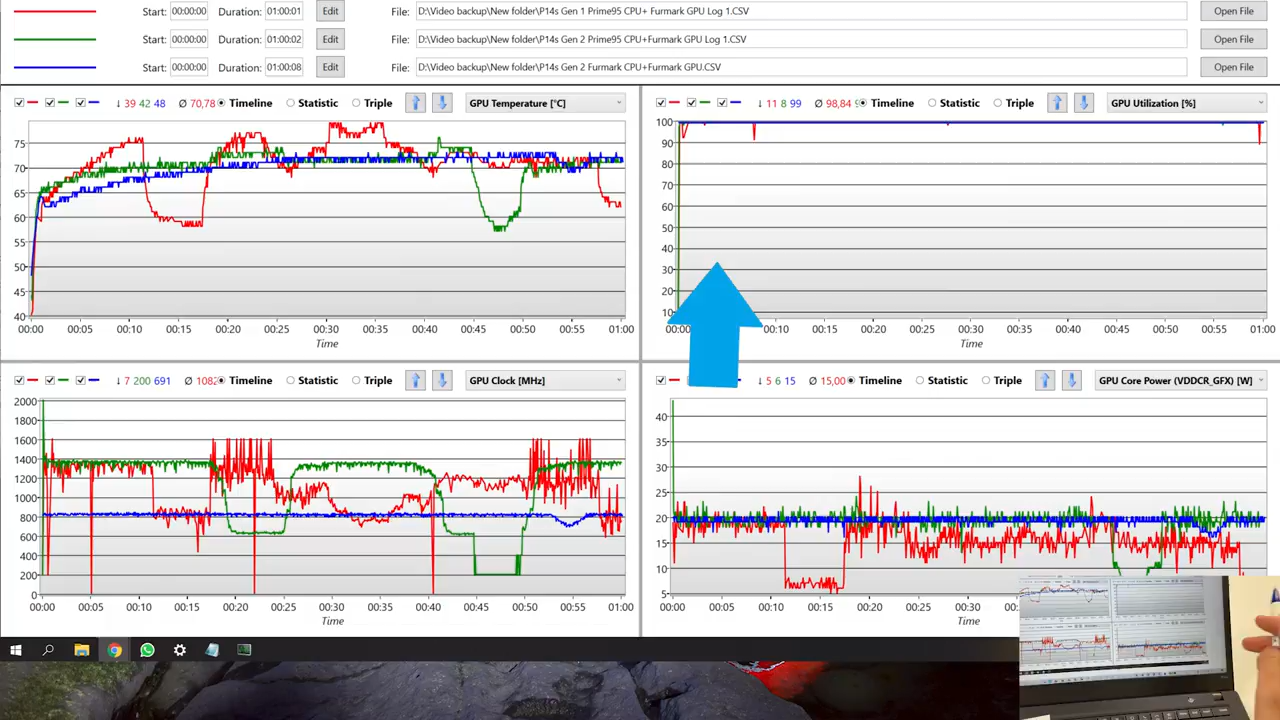 Start: 00:00:00 Duration: 01:00:01 Edit File: D:\Video backup\New folder\P14s Gen 1 Prime95 CPU+ Furmark GPU Log 1.CSV Open File
Start: 00:00:00 Duration: 01:00:02 Edit File: D:\Video backup\New folder\P14s Gen 2 Prime95 CPU+Furmark GPU Log 1.CSV Open File
Start: 00:00:00 Duration: 01:00:08 Edit File: D:\Video backup\New folder\P14s Gen 2 Furmark CPU+Furmark GPU.CSV Open File
↓ 39 42 48 Ø 70,78 Timeline Statistic Triple GPU Temperature [°C]
75
70
65
60
55
50
45
40
00:00 00:05 00:10 00:15 00:20 00:25 00:30 00:35 00:40 00:45 00:50 00:55 01:00
Time
↓ 11 8 99 Ø 98,84 9 Timeline Statistic Triple GPU Utilization [%]
100
90
80
70
60
50
40
30
20
10
00:00 00:10 00:15 00:20 00:25 00:30 00:35 00:40 00:45 00:50 00:55 01:00
Time
↓ 7 200 691 Ø 1082 Timeline Statistic Triple GPU Clock [MHz]
2000
1800
1600
1400
1200
1000
800
600
400
200
0
00:00 00:05 00:10 00:15 00:20 00:25 00:30 00:35 00:40 00:45 00:50 00:55 01:00
Time
↓ 5 6 15 Ø 15,00 Timeline Statistic Triple GPU Core Power (VDDCR_GFX) [W]
40
35
30
25
20
15
10
5
00:00 00:05 00:10 00:15 00:20 00:25 00:30
Time